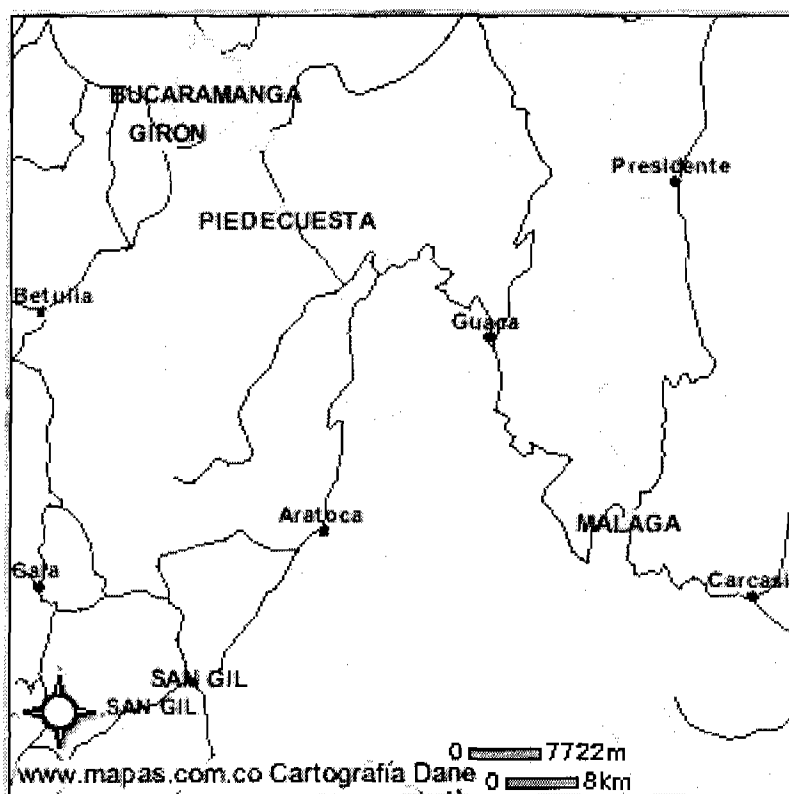 BUCARAMANGA
GIRON
Presidente
PIEDECUESTA
Betulia
Guaca
Aratoca
MALAGA
Carcasi
SAN GIL
SAN GIL
0 7722m
www.mapas.com.co Cartografía Dane 0 8km